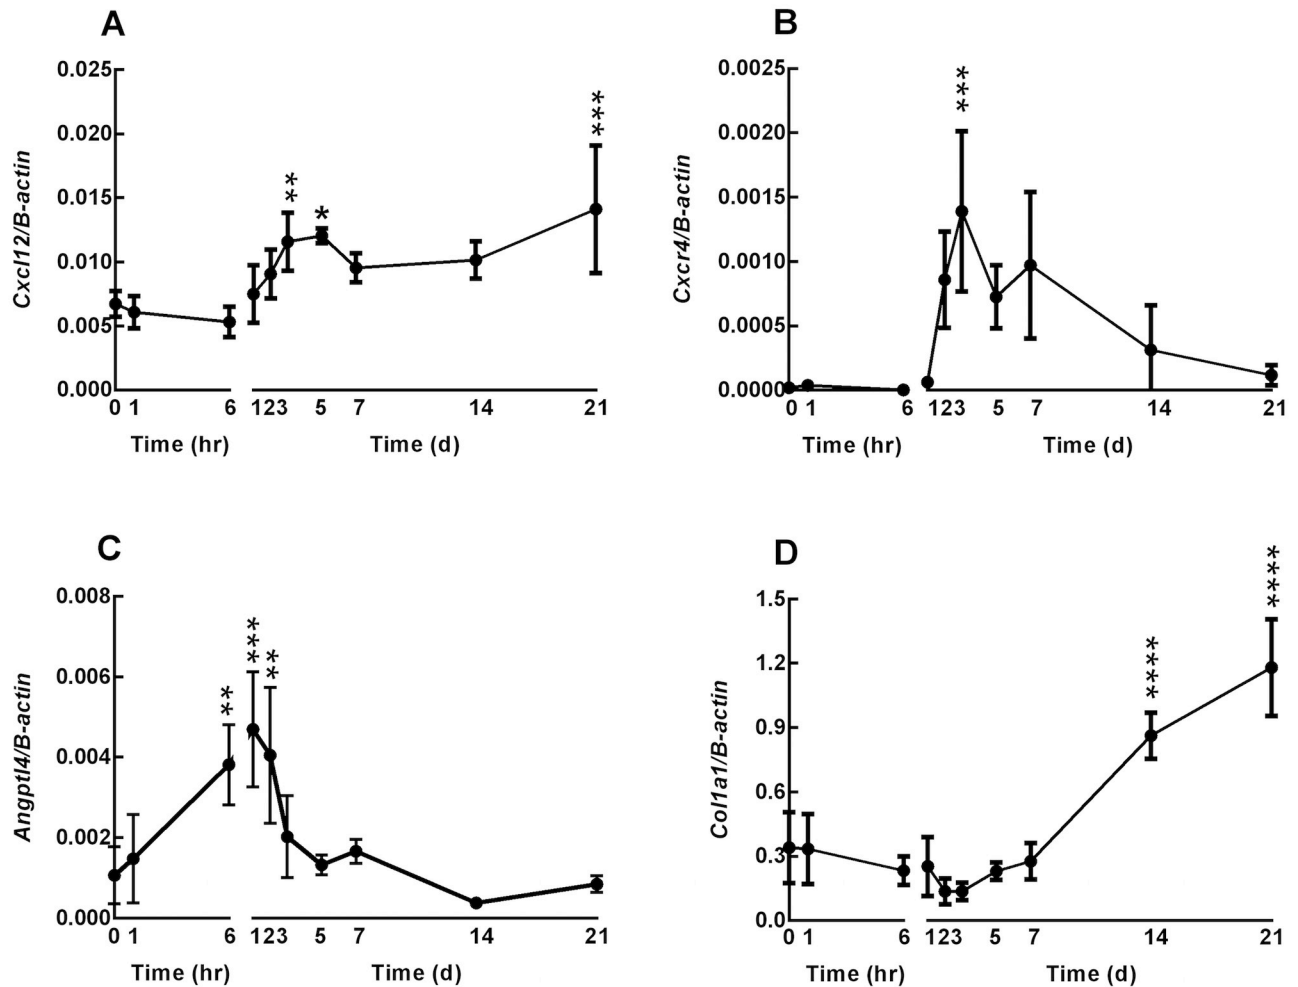 A
Cxcl12/B-actin
0.025
0.020
0.015
0.010
0.005
0.000
**
*
***
0 1 6 123 5 7 14 21
Time (hr) Time (d)
B
Cxcr4/B-actin
0.0025
0.0020
0.0015
0.0010
0.0005
0.0000
***
0 1 6 123 5 7 14 21
Time (hr) Time (d)
C
Angptl4/B-actin
0.008
0.006
0.004
0.002
0.000
**
***
**
0 1 6 123 5 7 14 21
Time (hr) Time (d)
D
Col1a1/B-actin
1.5
1.2
0.9
0.6
0.3
0.0
****
****
0 1 6 123 5 7 14 21
Time (hr) Time (d)